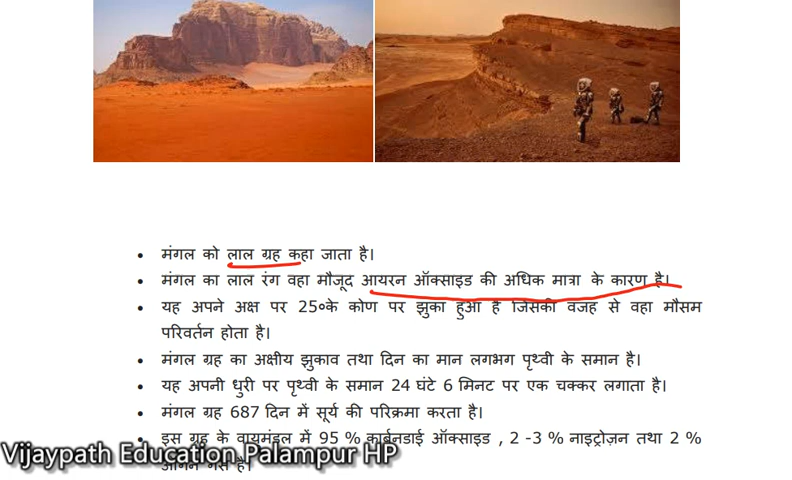 • मंगल को लाल ग्रह कहा जाता है।
• मंगल का लाल रंग वहा मौजूद आयरन ऑक्साइड की अधिक मात्रा के कारण है।
• यह अपने अक्ष पर 25०के कोण पर झुका हुआ है जिसकी वजह से वहा मौसम
परिवर्तन होता है।
• मंगल ग्रह का अक्षीय झुकाव तथा दिन का मान लगभग पृथ्वी के समान है।
• यह अपनी धुरी पर पृथ्वी के समान 24 घंटे 6 मिनट पर एक चक्कर लगाता है।
• मंगल ग्रह 687 दिन में सूर्य की परिक्रमा करता है।
• इस ग्रह के वायुमंडल में 95 % कार्बनडाई ऑक्साइड , 2 -3 % नाइट्रोज़न तथा 2 %
Vijaypath Education Palampur HP
है।